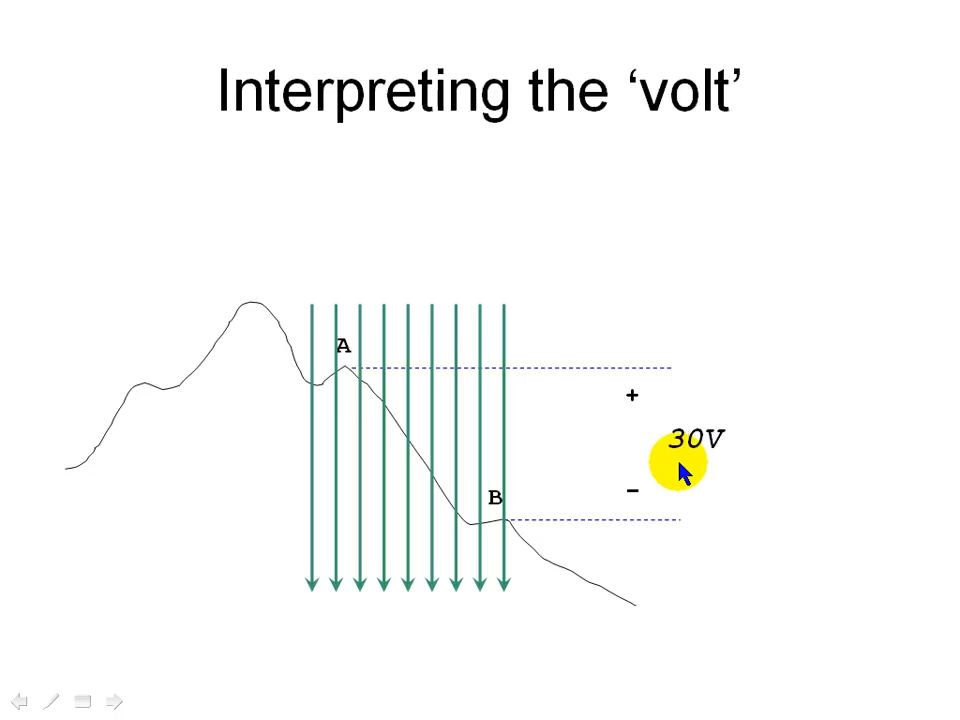 Interpreting the ‘volt’
A
+
30V
-
B